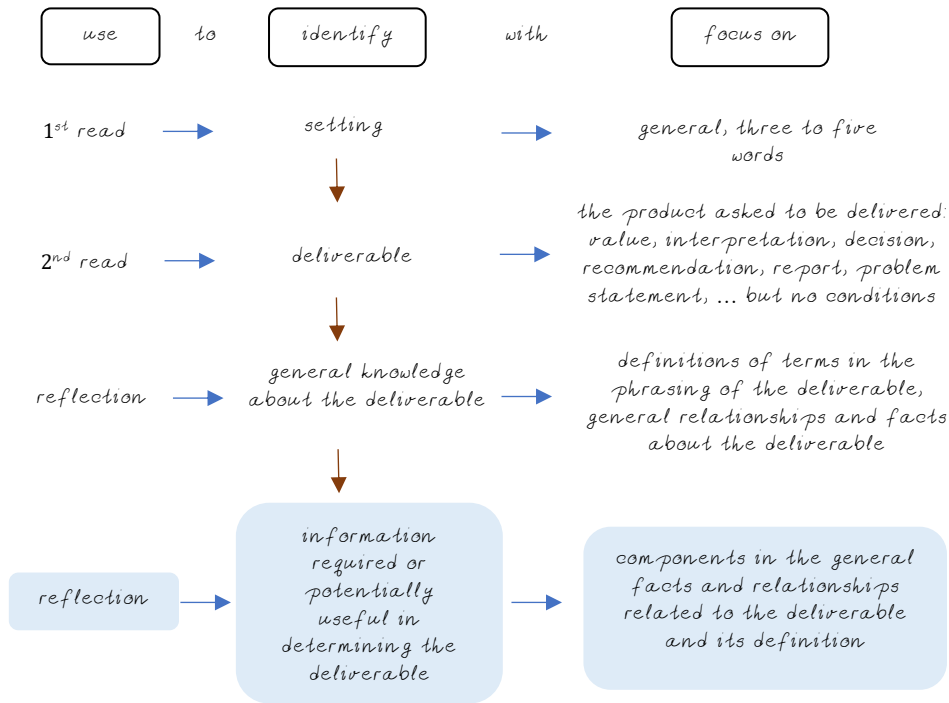 use to identify with focus on
1st read
setting
general, three to five
words
2nd read
deliverable
the product asked to be delivered:
value, interpretation, decision,
recommendation, report, problem
statement, ... but no conditions
reflection
general knowledge
about the deliverable
definitions of terms in the
phrasing of the deliverable,
general relationships and facts
about the deliverable
reflection
information
required or
potentially
useful in
determining the
deliverable
components in the general
facts and relationships
related to the deliverable
and its definition